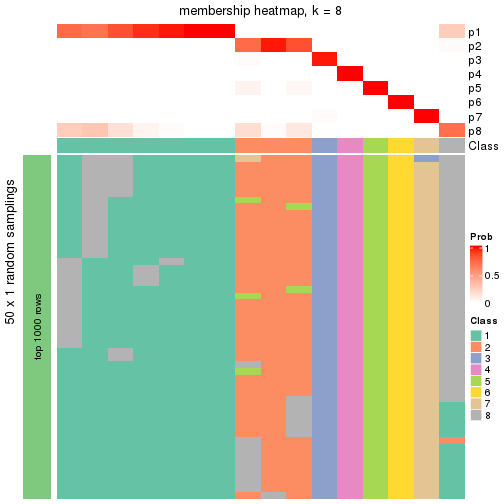 membership heatmap, k = 8
p1
p2
p3
p4
p5
p6
p7
p8
Class
50 x 1 random samplings
top 1000 rows
Prob
1
0.5
0
Class
1
2
3
4
5
6
7
8